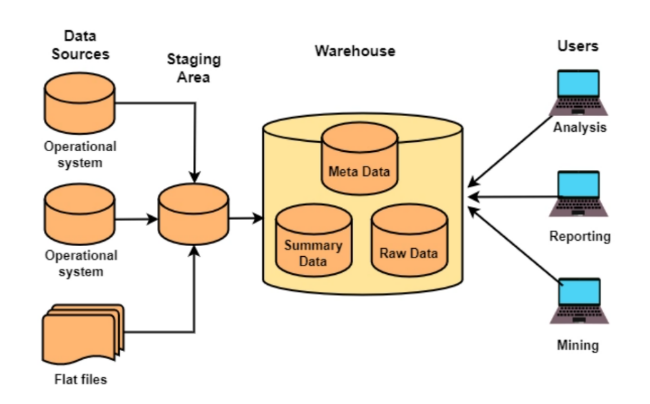 Data
Sources
Staging
Area
Warehouse
Users
Operational
system
Operational
system
Flat files
Meta Data
Summary
Data
Raw Data
Analysis
Reporting
Mining